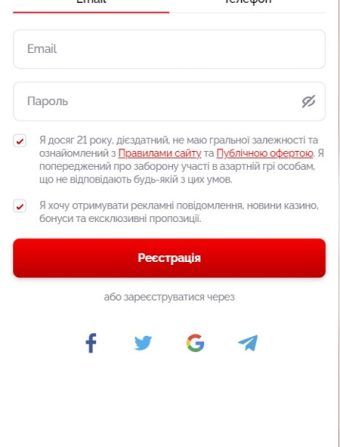 Email
Телефон
Email
Пароль
Я досяг 21 року, дієздатний, не маю гральної залежності та
ознайомлений з Правилами сайту та Публічною офертою. Я
попереджений про заборону участі в азартній грі особам,
що не відповідають будь-якій з цих умов.
Я хочу отримувати рекламні повідомлення, новини казино,
бонуси та ексклюзивні пропозиції.
Реєстрація
або зареєструватися через